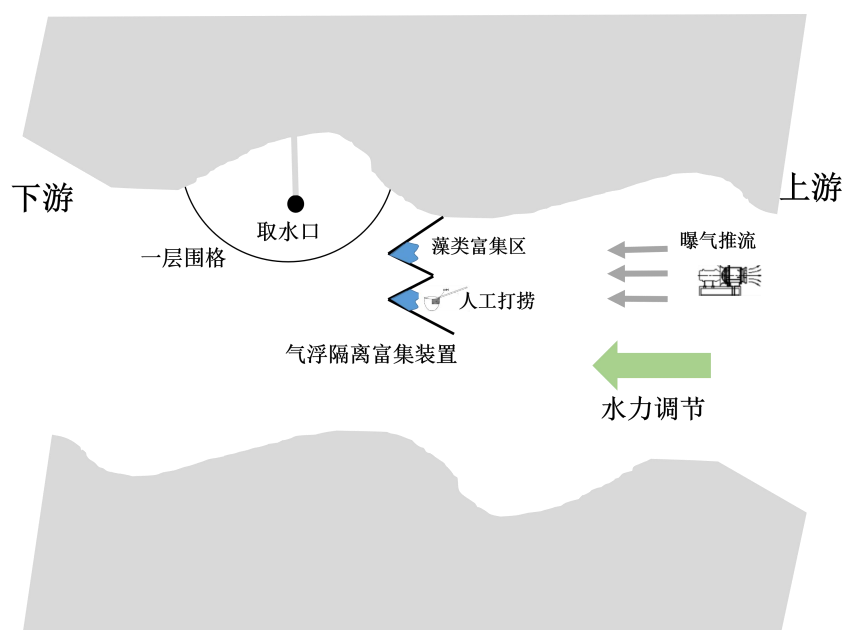 下游
上游
取水口
一层围格
藻类富集区
曝气推流
人工打捞
气浮隔离富集装置
水力调节